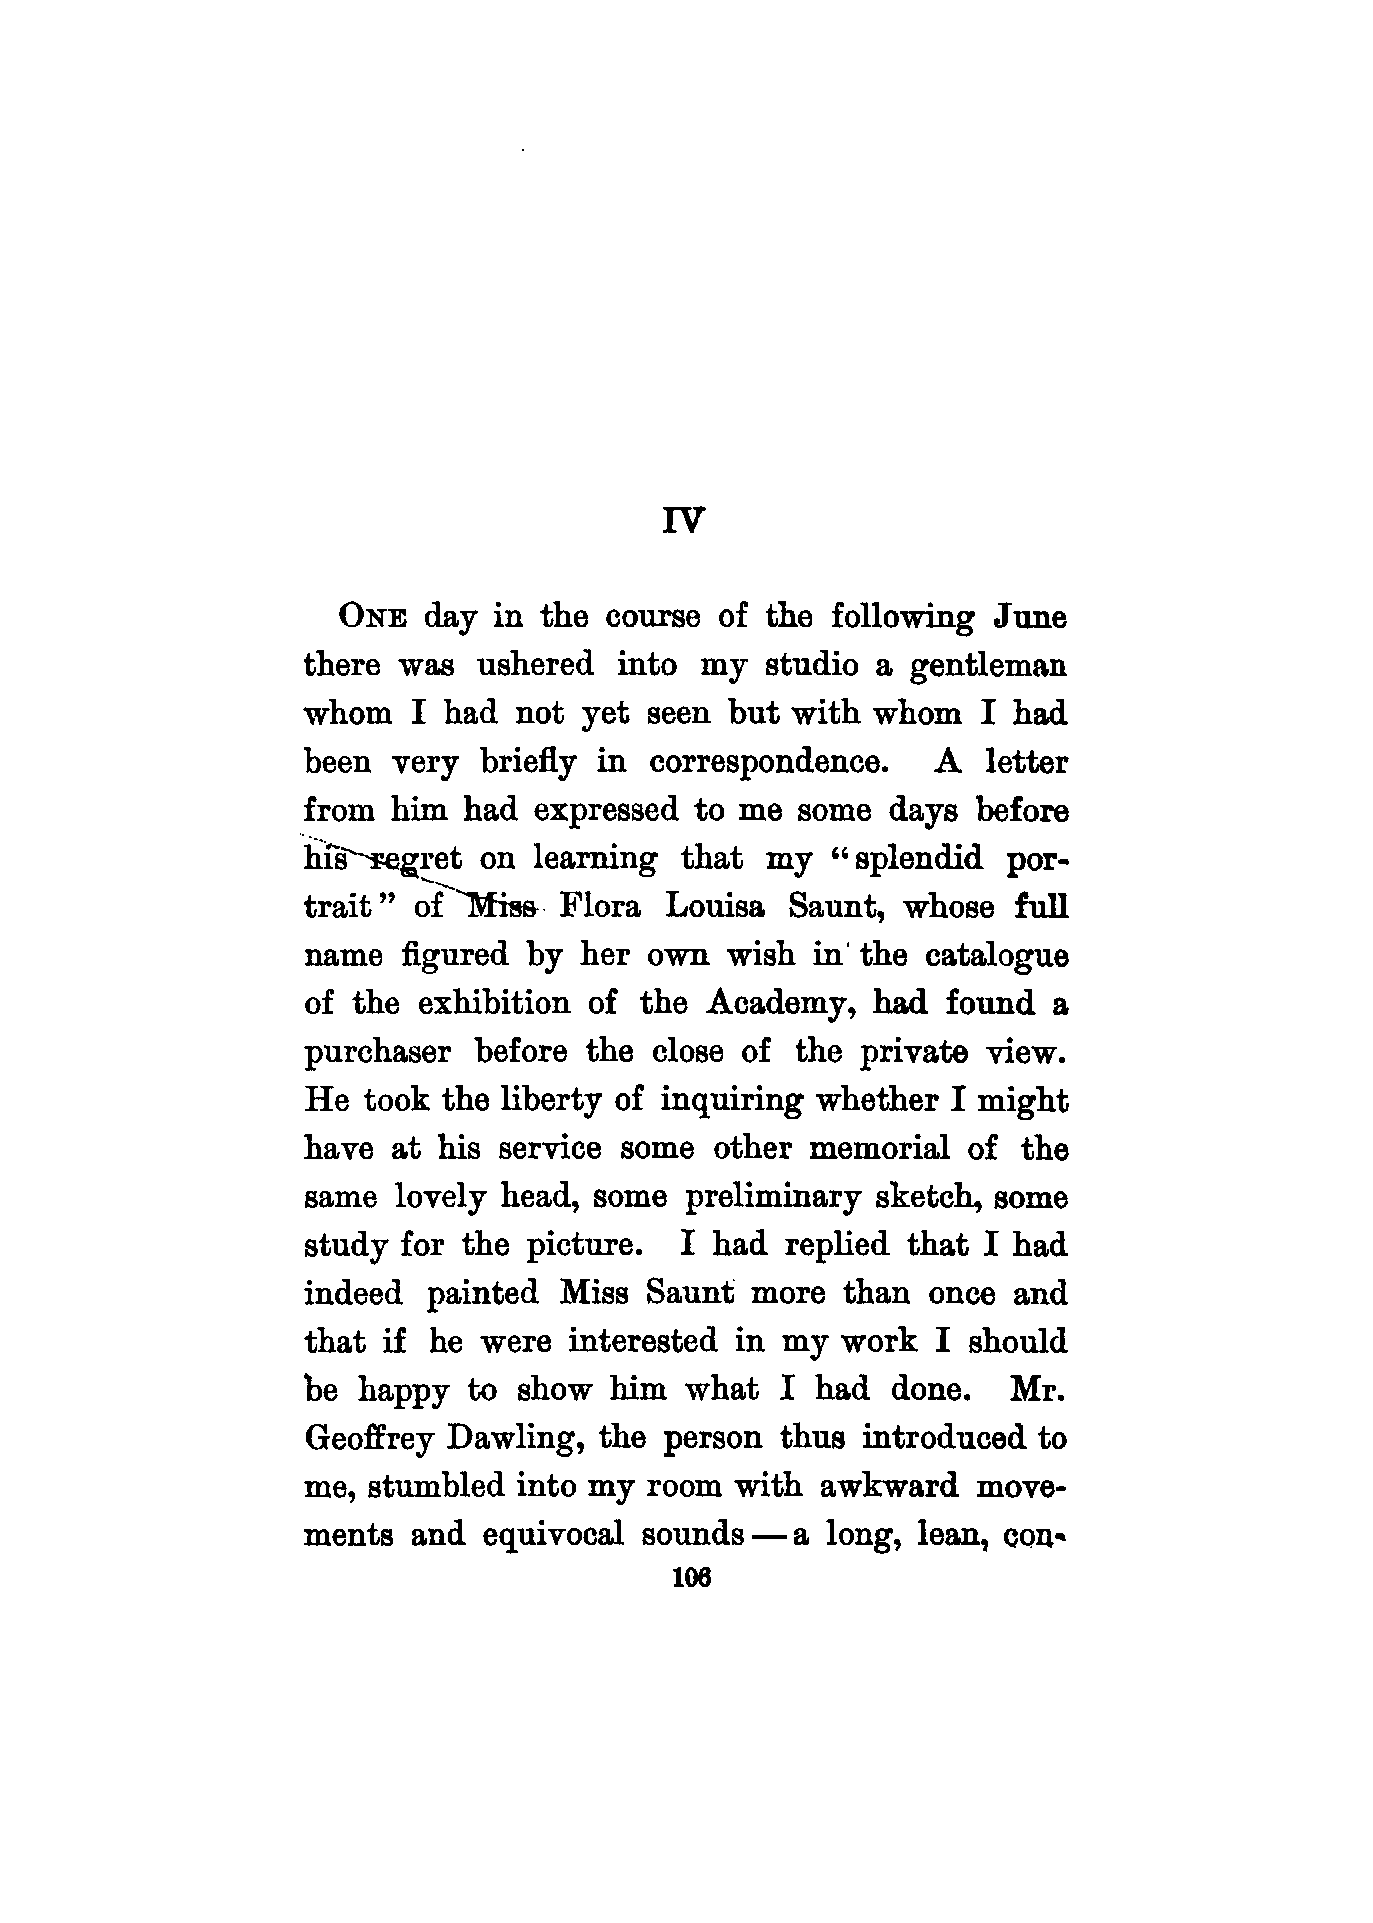 IV
ONE day in the course of the following June
there was ushered into my studio a gentleman
whom I had not yet seen but with whom I had
been very briefly in correspondence. A letter
from him had expressed to me some days before
his regret on learning that my “splendid por-
trait” of Miss Flora Louisa Saunt, whose full
name figured by her own wish in the catalogue
of the exhibition of the Academy, had found a
purchaser before the close of the private view.
He took the liberty of inquiring whether I might
have at his service some other memorial of the
same lovely head, some preliminary sketch, some
study for the picture. I had replied that I had
indeed painted Miss Saunt more than once and
that if he were interested in my work I should
be happy to show him what I had done. Mr.
Geoffrey Dawling, the person thus introduced to
me, stumbled into my room with awkward move-
ments and equivocal sounds — a long, lean, con-
106